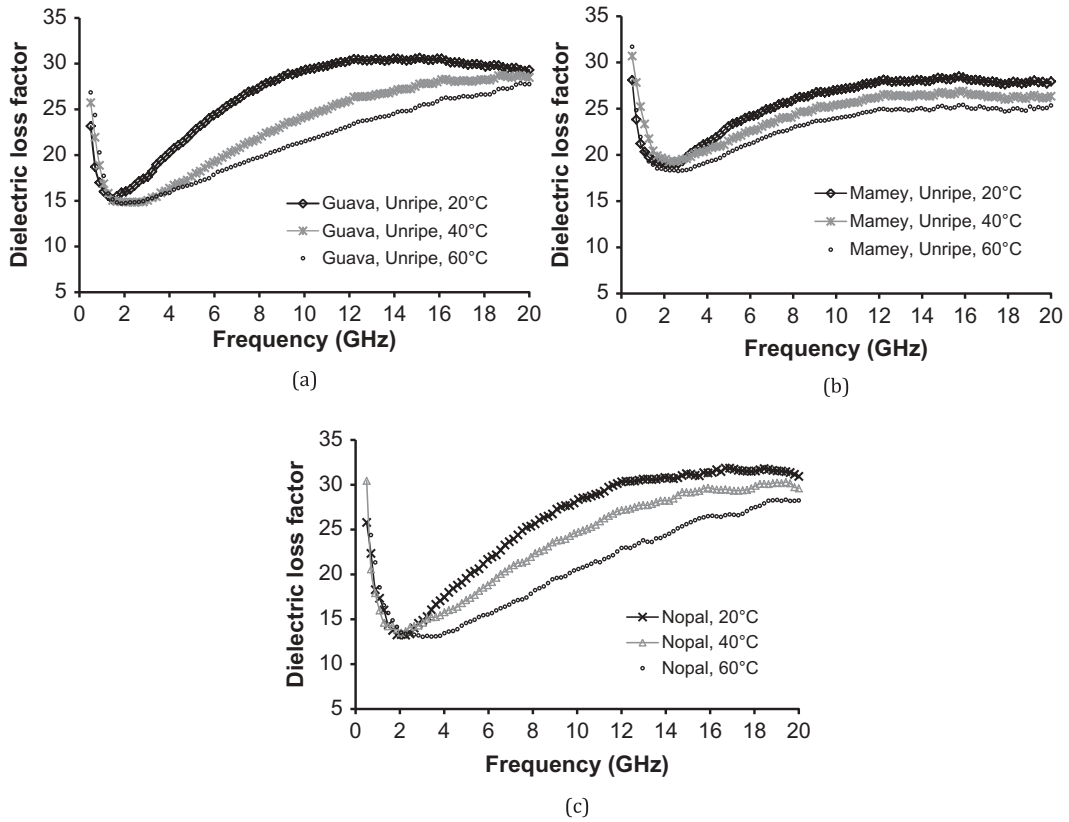 35
30
25
20
15
10
5
0 2 4 6 8 10 12 14 16 18 20
Dielectric loss factor
Frequency (GHz)
Guava, Unripe, 20°C
Guava, Unripe, 40°C
Guava, Unripe, 60°C
(a)
35
30
25
20
15
10
5
0 2 4 6 8 10 12 14 16 18 20
Dielectric loss factor
Frequency (GHz)
Mamey, Unripe, 20°C
Mamey, Unripe, 40°C
Mamey, Unripe, 60°C
(b)
35
30
25
20
15
10
5
0 2 4 6 8 10 12 14 16 18 20
Dielectric loss factor
Frequency (GHz)
Nopal, 20°C
Nopal, 40°C
Nopal, 60°C
(c)